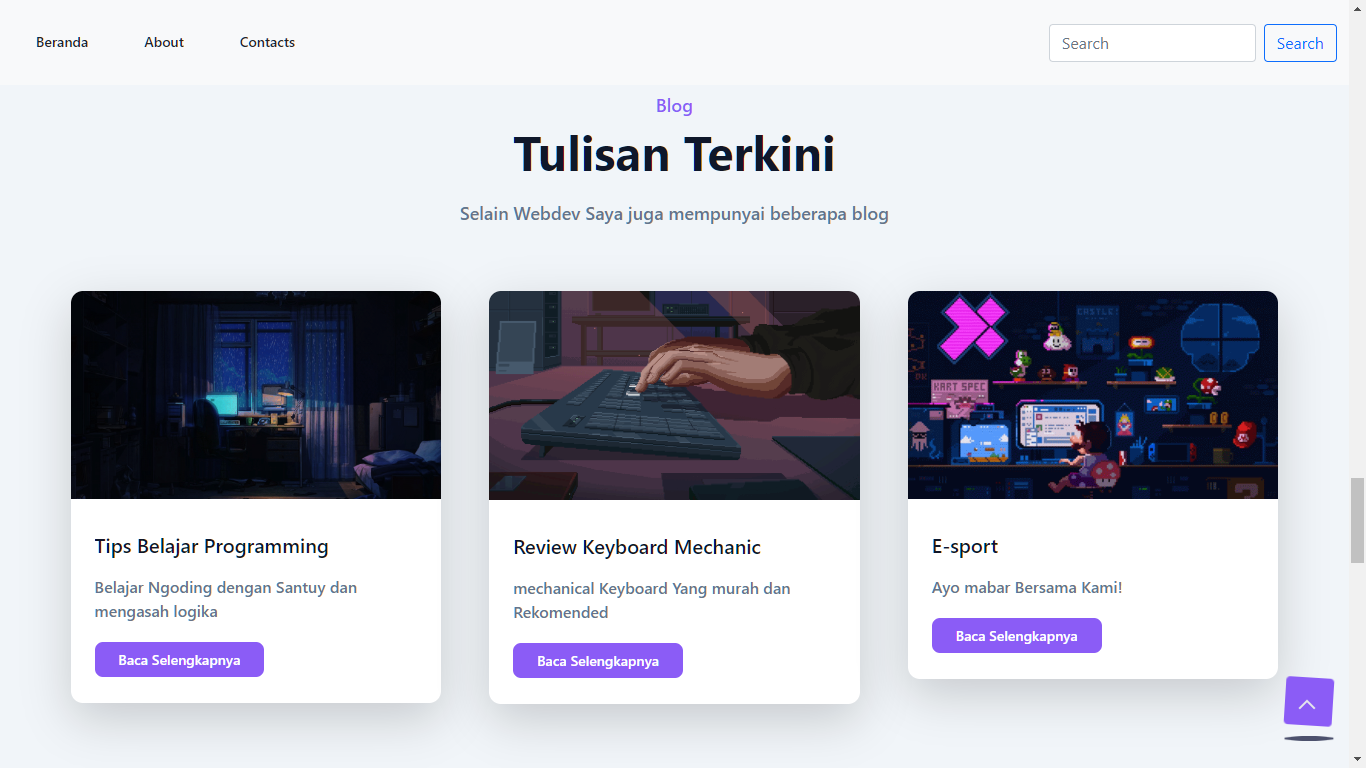 Beranda About Contacts Search Search
Blog
Tulisan Terkini
Selain Webdev Saya juga mempunyai beberapa blog
CASTLE
KART SPEC
?
Tips Belajar Programming
Belajar Ngoding dengan Santuy dan
mengasah logika
Baca Selengkapnya
Review Keyboard Mechanic
mechanical Keyboard Yang murah dan
Rekomended
Baca Selengkapnya
E-sport
Ayo mabar Bersama Kami!
Baca Selengkapnya